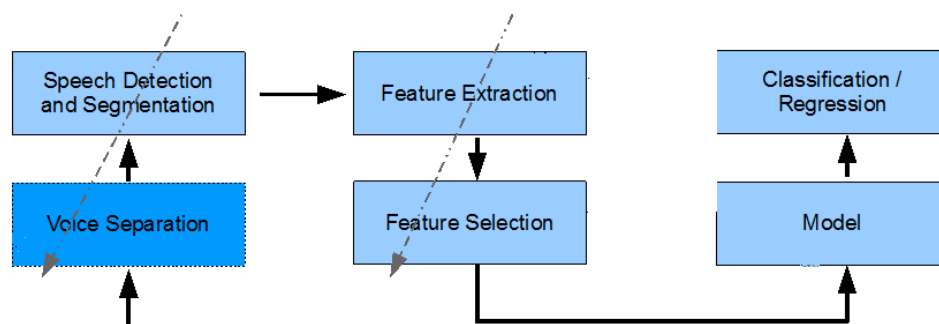 Speech Detection
and Segmentation
Feature Extraction
Classification /
Regression
Voice Separation
Feature Selection
Model